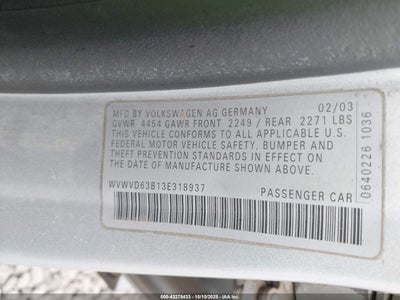 MFD BY VOLKSWAGEN AG GERMANY 02/03
GVWR 4454 GAWR FRONT 2249 / REAR 2271 LBS
THIS VEHICLE CONFORMS TO ALL APPLICABLE U.S.
FEDERAL MOTOR VEHICLE SAFETY, BUMPER AND
THEFT PREVENTION STANDARDS IN EFFECT
ON THE DATE OF MANUFACTURE SHOWN ABOVE.
WVWVD63B13E318937 PASSENGER CAR
0640226 1036
500-43378433 - 10/10/2025 - IAA Inc.